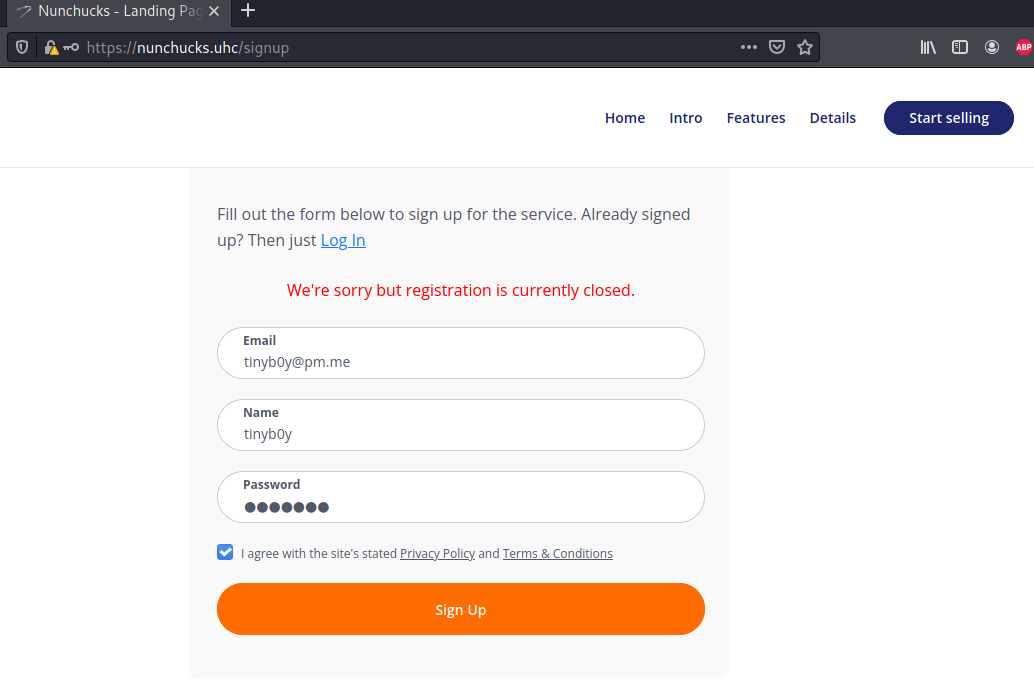 Nunchucks - Landing Pag
https://nunchucks.uhc/signup
ABP
Home Intro Features Details Start selling
Fill out the form below to sign up for the service. Already signed
up? Then just Log In
We're sorry but registration is currently closed.
Email
tinyb0y@pm.me
Name
tinyb0y
Password
I agree with the site's stated Privacy Policy and Terms & Conditions
Sign Up